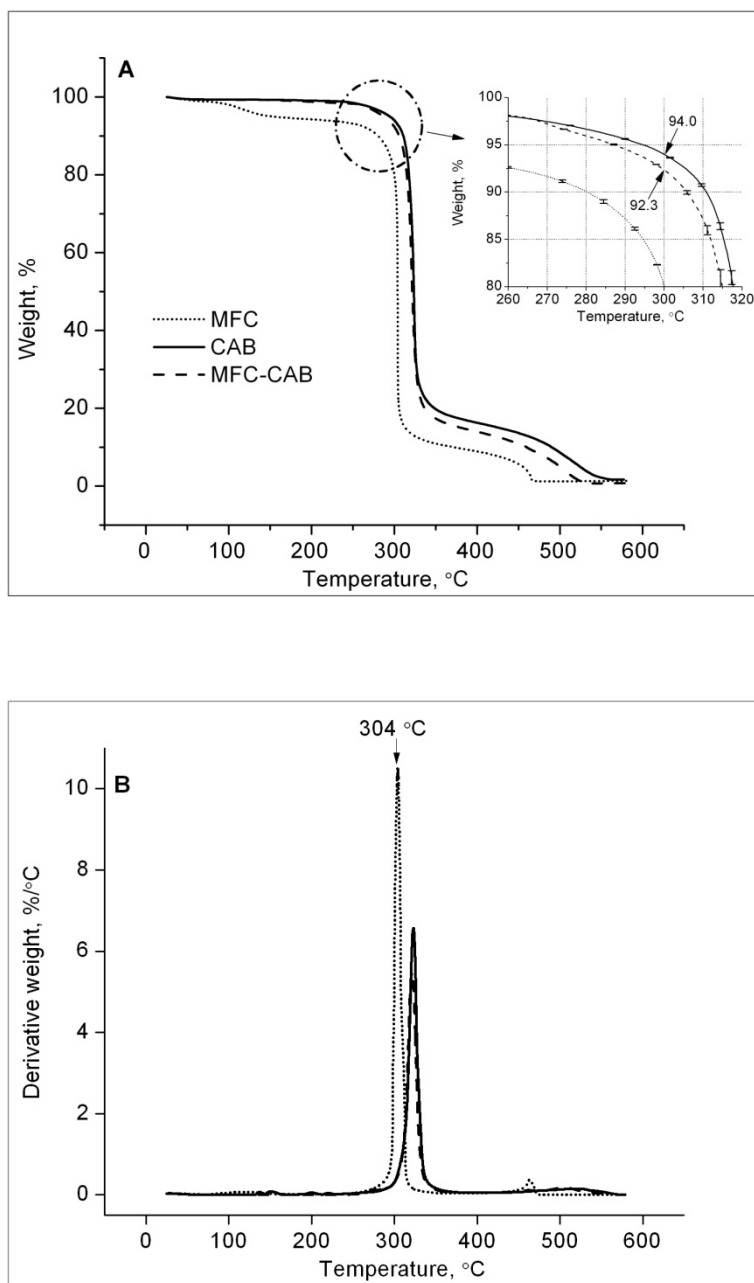 A
100
80
60
40
20
0
Weight, %
MFC
CAB
MFC-CAB
0 100 200 300 400 500 600
Temperature, °C
100
95
90
85
80
Weight, %
94.0
92.3
260 270 280 290 300 310 320
Temperature, °C
304 °C
B
10
8
6
4
2
0
Derivative weight, %/°C
0 100 200 300 400 500 600
Temperature, °C